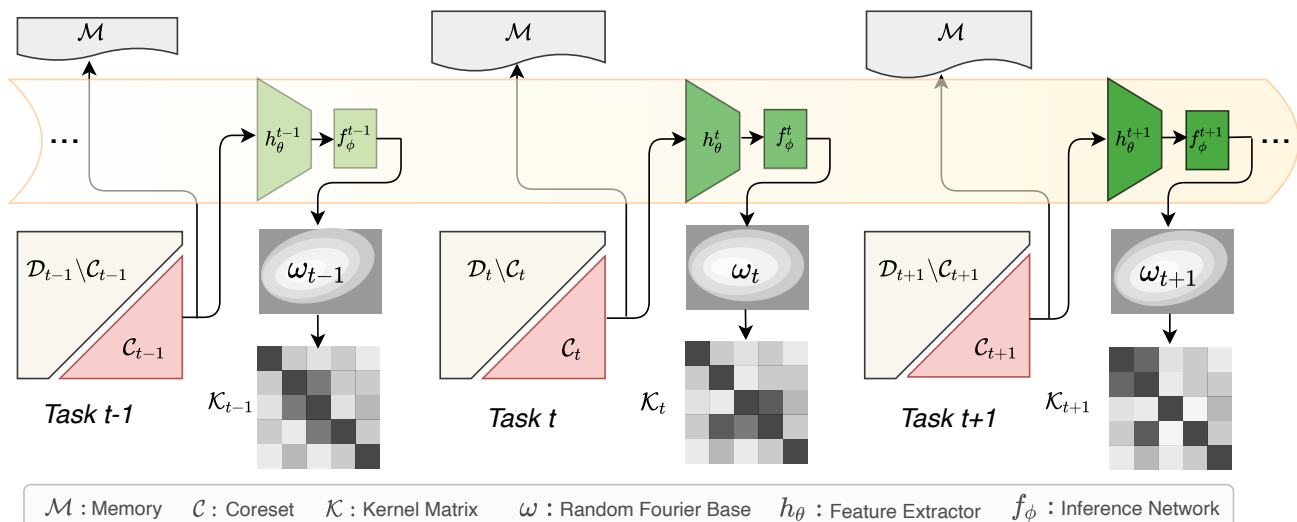 ℳ ℳ ℳ
... h_θ^{t-1} f_ϕ^{t-1} h_θ^t f_ϕ^t h_θ^{t+1} f_ϕ^{t+1} ...
𝒟_{t-1}\𝒞_{t-1} ω_{t-1} 𝒟_t\𝒞_t ω_t 𝒟_{t+1}\𝒞_{t+1} ω_{t+1}
𝒞_{t-1} 𝒞_t 𝒞_{t+1}
Task t-1 𝒦_{t-1} Task t 𝒦_t Task t+1 𝒦_{t+1}
ℳ : Memory 𝒞 : Coreset 𝒦 : Kernel Matrix ω : Random Fourier Base h_θ : Feature Extractor f_ϕ : Inference Network